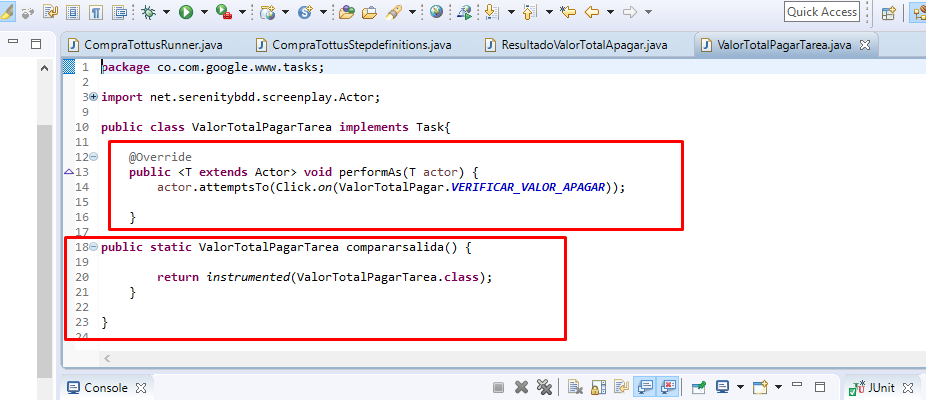 Quick Access
CompraTottusRunner.java
CompraTottusStepdefinitions.java
ResultadoValorTotalApagar.java
ValorTotalPagarTarea.java
1 package co.com.google.www.tasks;
2
3 import net.serenitybdd.screenplay.Actor;
9
10 public class ValorTotalPagarTarea implements Task{
11
12 @Override
13 public <T extends Actor> void performAs(T actor) {
14 actor.attemptsTo(Click.on(ValorTotalPagar.VERIFICAR_VALOR_APAGAR));
15
16 }
17
18 public static ValorTotalPagarTarea compararsalida() {
19
20 return instrumented(ValorTotalPagarTarea.class);
21 }
22
23 }
24
Console
JUnit